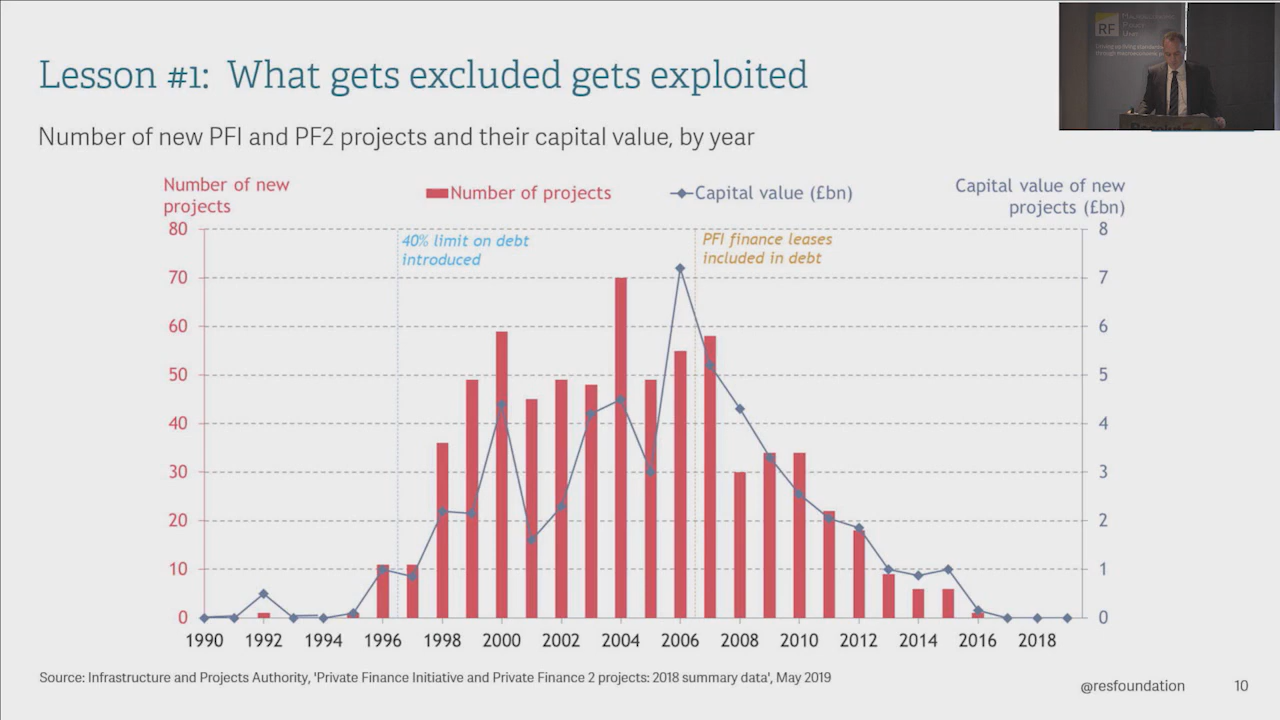 Lesson #1: What gets excluded gets exploited
Number of new PFI and PF2 projects and their capital value, by year
Number of new
projects
Number of projects
Capital value (£bn)
Capital value of new
projects (£bn)
40% limit on debt
introduced
PFI finance leases
included in debt
80
70
60
50
40
30
20
10
0
8
7
6
5
4
3
2
1
0
1990 1992 1994 1996 1998 2000 2002 2004 2006 2008 2010 2012 2014 2016 2018
Source: Infrastructure and Projects Authority, 'Private Finance Initiative and Private Finance 2 projects: 2018 summary data', May 2019
@resfoundation
10
RF